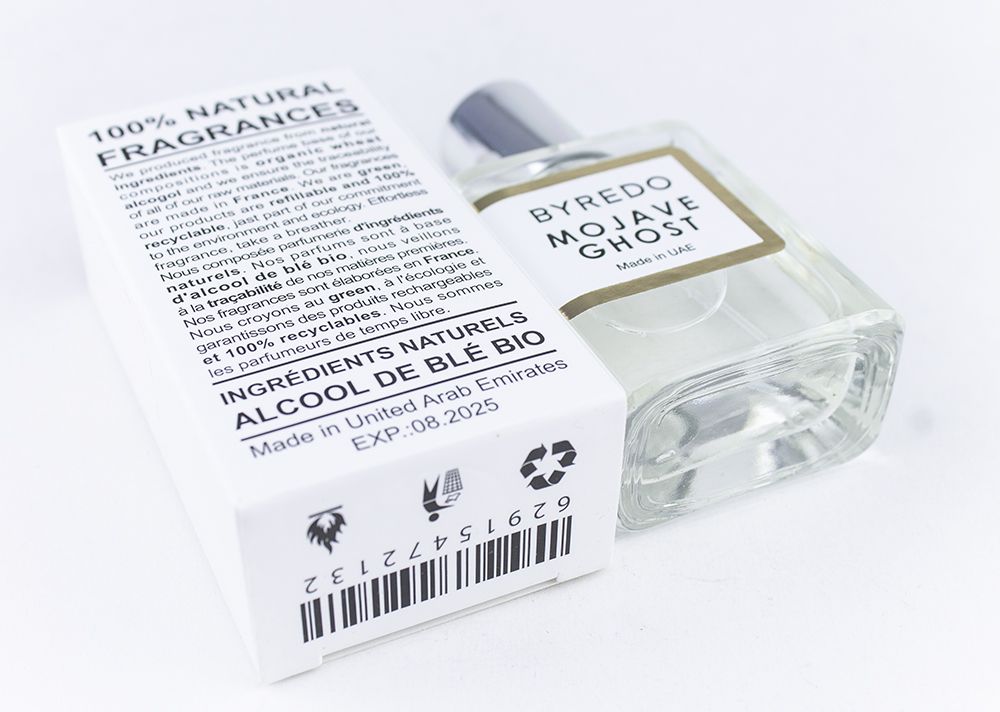 100% NATURAL
FRAGRANCES
We produced fragrance from natural
ingredients. The perfume base of our
compositions is organic wheat
alcogol and we ensure the traceability
of all of our raw materials. Our fragrances
are made in France. We are green,
our products are refillable and 100%
recyclable, jast part of our commitment
to the environment and ecology. Effortless
fragrance, take a breather.
Nous composée parfumerie d'ingrédients
naturels. Nos parfums sont à base
d'alcool de blé bio, nous veillons
à la traçabilité de nos matières premières.
Nos fragrances sont élaborées en France.
Nous croyons au green, à l'écologie et
garantissons des produits rechargeables
et 100% recyclables. Nous sommes
les parfumeurs de temps libre.
INGRÉDIENTS NATURELS
ALCOOL DE BLÉ BIO
Made in United Arab Emirates
EXP.:08.2025
62915472132
BYREDO
MOJAVE
GHOST
Made in UAE